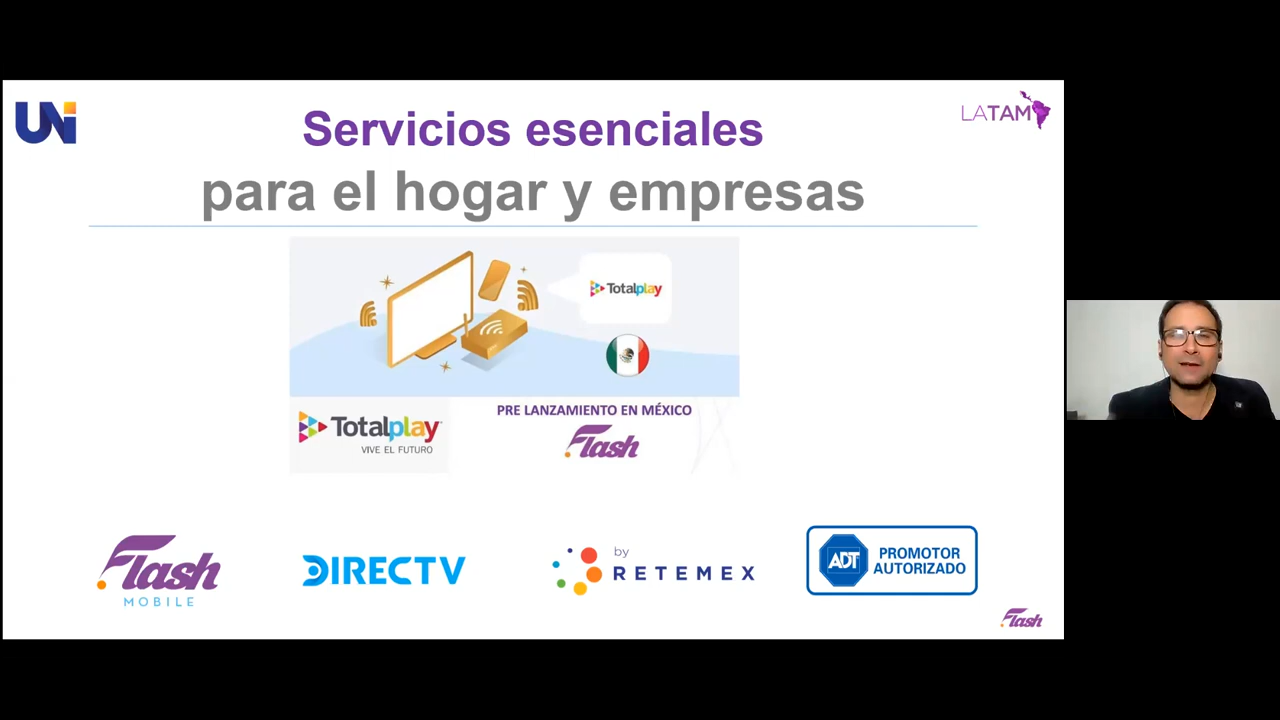 UNi
LATAM
Servicios esenciales
para el hogar y empresas
Totalplay
Totalplay
VIVE EL FUTURO
PRE LANZAMIENTO EN MÉXICO
Flash
Flash
MOBILE
DIRECTV
by
RETEMEX
ADT
PROMOTOR
AUTORIZADO
Flash